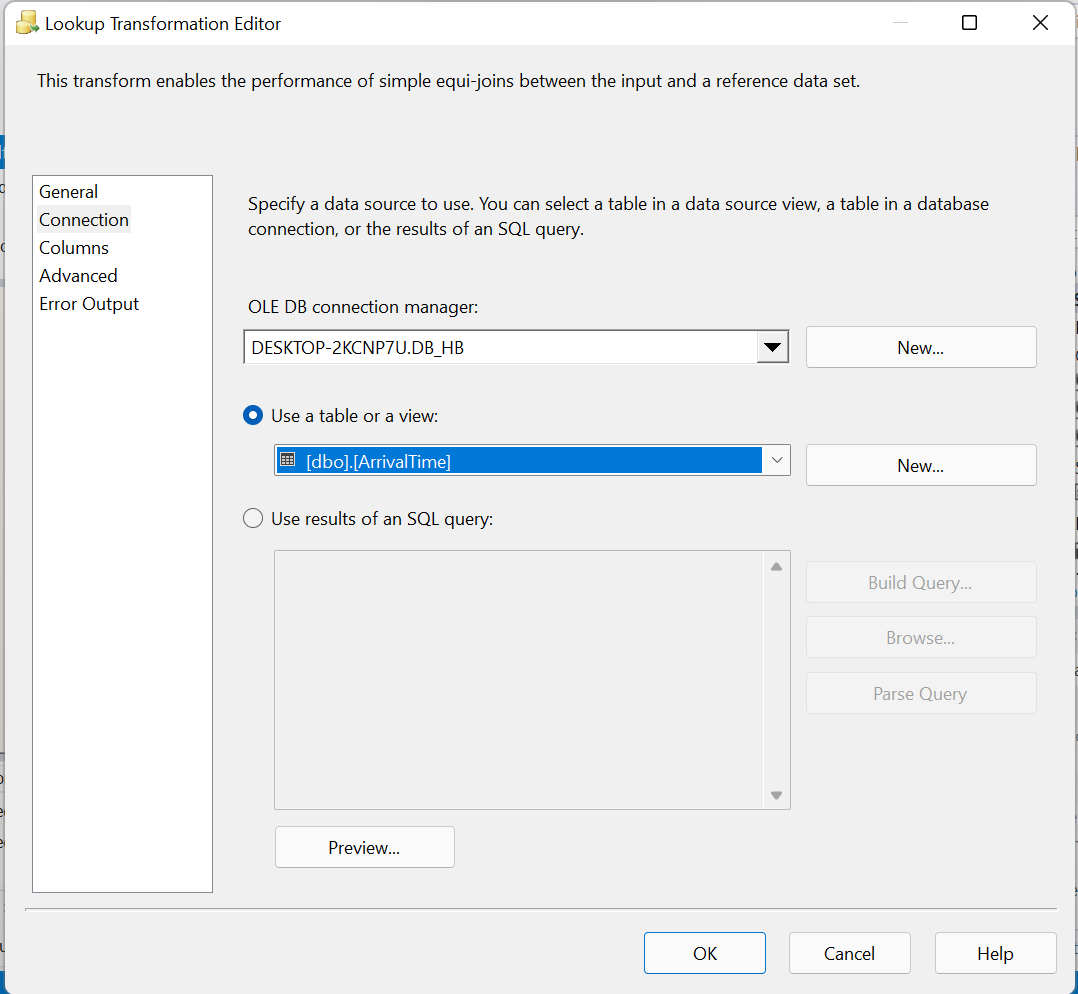 Lookup Transformation Editor
This transform enables the performance of simple equi-joins between the input and a reference data set.
General
Connection
Columns
Advanced
Error Output
Specify a data source to use. You can select a table in a data source view, a table in a database
connection, or the results of an SQL query.
OLE DB connection manager:
DESKTOP-2KCNP7U.DB_HB
New...
Use a table or a view:
[dbo].[ArrivalTime]
New...
Use results of an SQL query:
Build Query...
Browse...
Parse Query
Preview...
OK
Cancel
Help